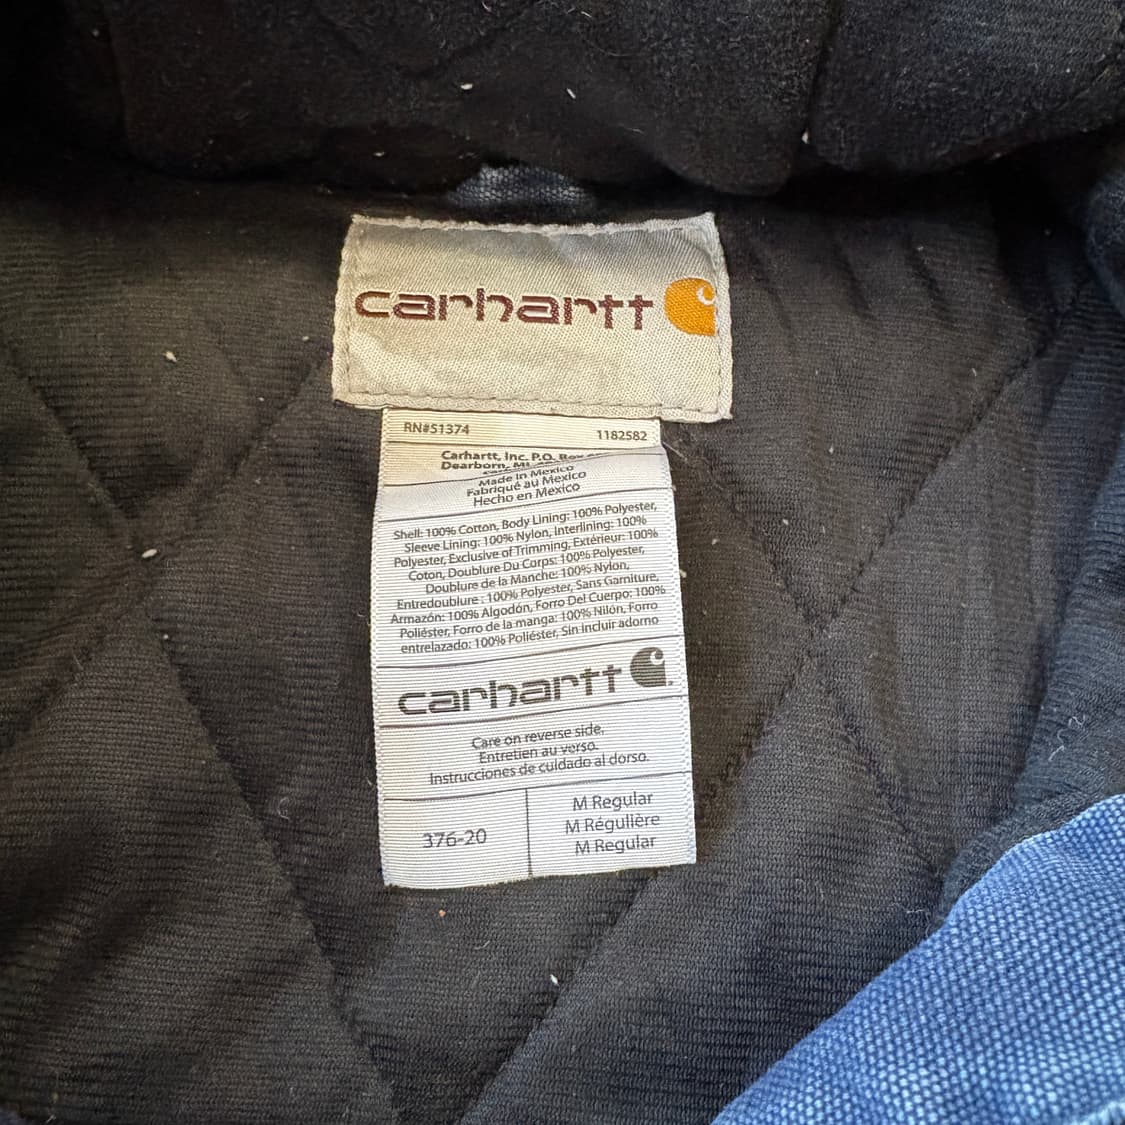 carhartt
RN#51374 1182582
Carhartt, Inc. P.O. Box
Dearborn, MI
Made in Mexico
Fabriqué au Mexico
Hecho en Mexico
Shell: 100% Cotton, Body Lining: 100% Polyester,
Sleeve Lining: 100% Nylon, Interlining: 100%
Polyester, Exclusive of Trimming, Extérieur: 100%
Coton, Doublure Du Corps: 100% Polyester,
Doublure de la Manche: 100% Nylon,
Entredoublure : 100% Polyester, Sans Garniture,
Armazón: 100% Algodón, Forro Del Cuerpo: 100%
Poliéster, Forro de la manga: 100% Nilón, Forro
entrelazado: 100% Poliéster, Sin incluir adorno
carhartt
Care on reverse side.
Entretien au verso.
Instrucciones de cuidado al dorso.
376-20
M Regular
M Régulière
M Regular